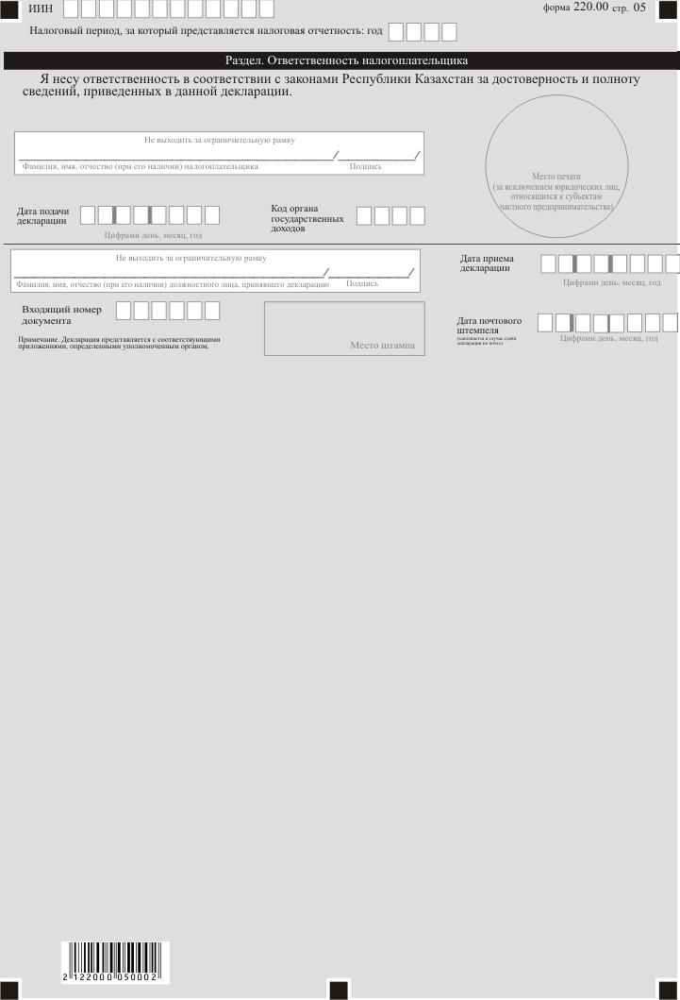 ИИН
форма 220.00 стр. 05
Налоговый период, за который представляется налоговая отчетность: год
Раздел. Ответственность налогоплательщика
Я несу ответственность в соответствии с законами Республики Казахстан за достоверность и полноту
сведений, приведенных в данной декларации.
Не выходить за ограничительную рамку
Фамилия, имя, отчество (при его наличии) налогоплательщика
Подпись
Место печати
(за исключением юридических лиц,
относящихся к субъектам
частного предпринимательства)
Дата подачи
декларации
Цифрами день, месяц, год
Код органа
государственных
доходов
Не выходить за ограничительную рамку
Фамилия, имя, отчество (при его наличии) должностного лица, принявшего декларацию
Подпись
Дата приема
декларации
Цифрами день, месяц, год
Входящий номер
документа
Примечание. Декларация представляется с соответствующими
приложениями, определенными уполномоченным органом.
Место штампа
Дата почтового
штемпеля
(заполняется в случае сдачи
декларации по почте)
Цифрами день, месяц, год
2 122000 050002